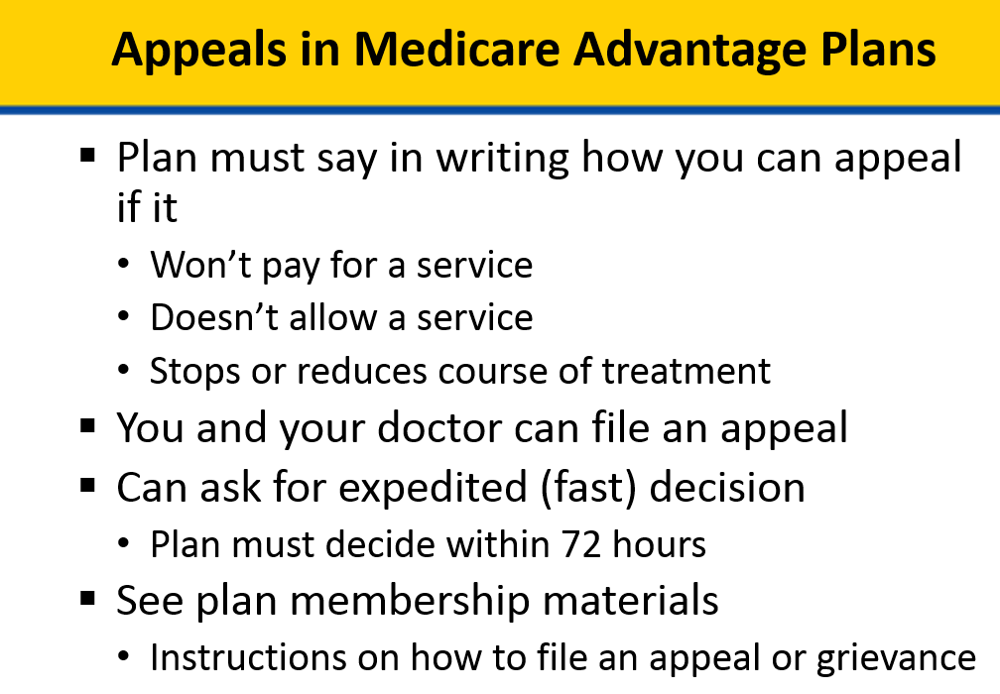 Appeals in Medicare Advantage Plans
▪ Plan must say in writing how you can appeal
if it
• Won’t pay for a service
• Doesn’t allow a service
• Stops or reduces course of treatment
▪ You and your doctor can file an appeal
▪ Can ask for expedited (fast) decision
• Plan must decide within 72 hours
▪ See plan membership materials
• Instructions on how to file an appeal or grievance